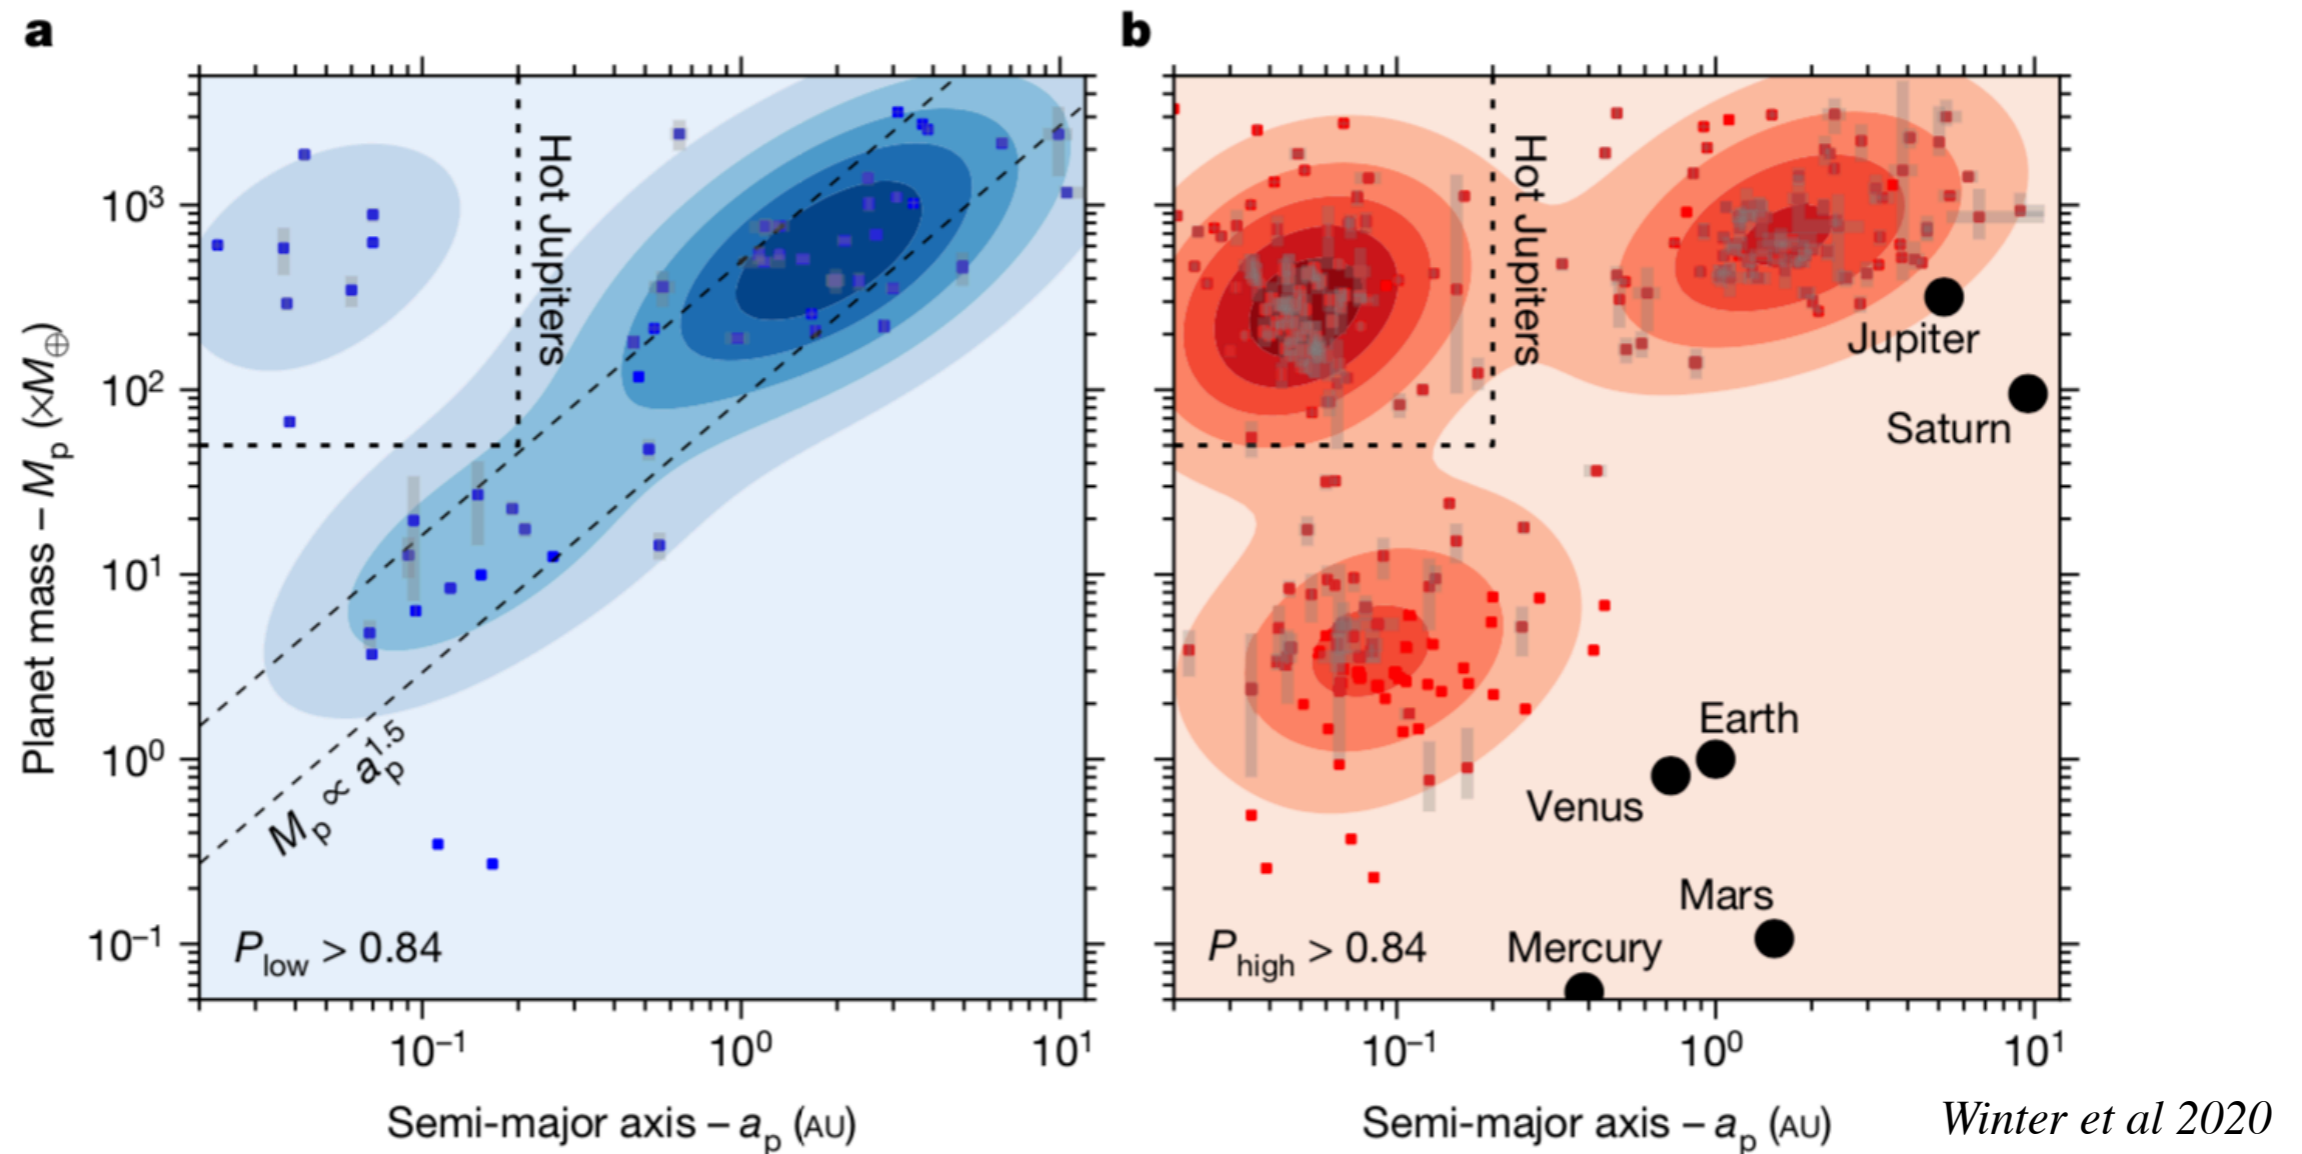 a
b
10³
10²
10¹
10⁰
10⁻¹
Planet mass – Mₚ (×M⊕)
Hot Jupiters
Mₚ ∝ aₚ¹·⁵
P_low > 0.84
10⁻¹
10⁰
10¹
Semi-major axis – aₚ (AU)
Hot Jupiters
Jupiter
Saturn
Earth
Venus
Mars
Mercury
P_high > 0.84
10⁻¹
10⁰
10¹
Semi-major axis – aₚ (AU)
Winter et al 2020